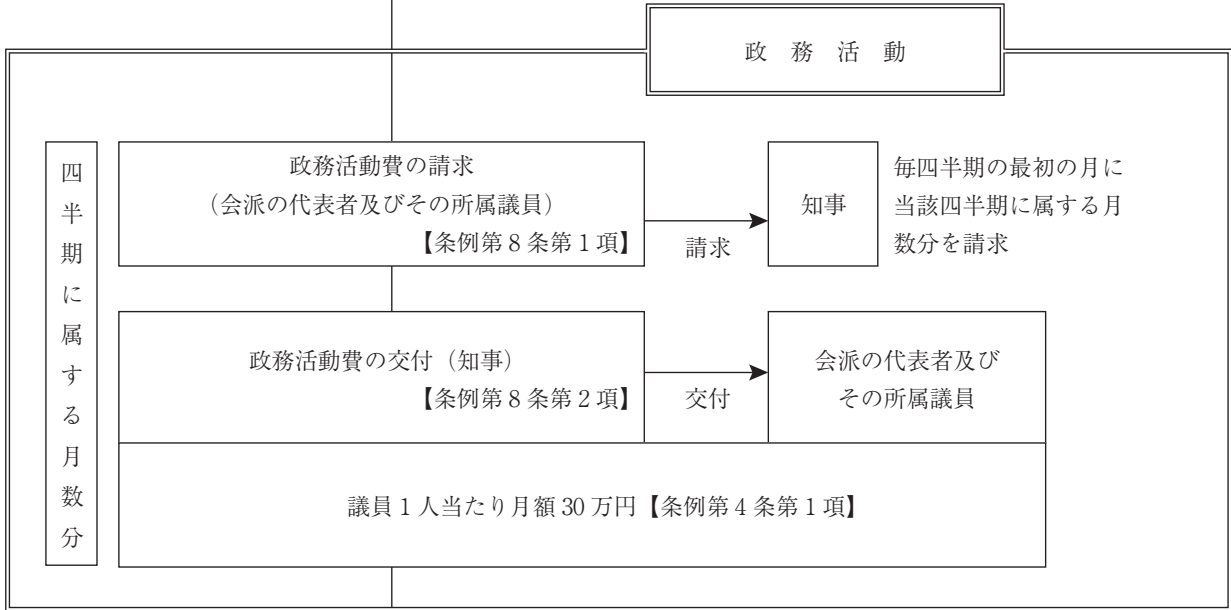 政務活動
四半期に属する月数分
政務活動費の請求
(会派の代表者及びその所属議員)
【条例第8条第1項】
請求
知事
毎四半期の最初の月に
当該四半期に属する月
数分を請求
政務活動費の交付(知事)
【条例第8条第2項】
交付
会派の代表者及び
その所属議員
議員1人当たり月額30万円【条例第4条第1項】